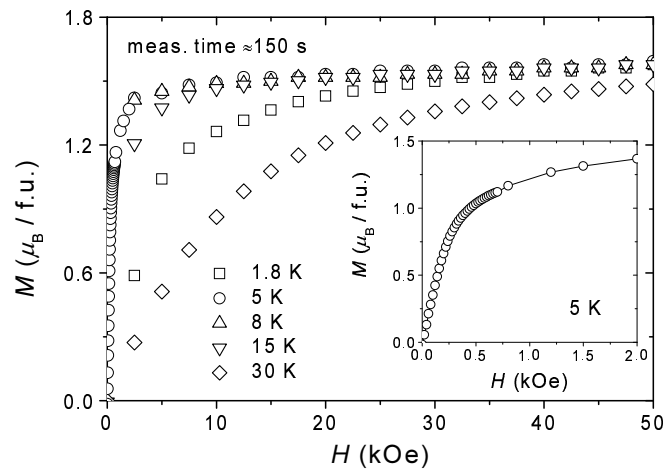 1.8
meas. time ≈150 s
1.2
0.6
0.0
M (μB / f.u.)
1.8 K
5 K
8 K
15 K
30 K
0 10 20 30 40 50
H (kOe)
1.5
1.0
0.5
0.0
M (μB / f.u.)
5 K
0.0 0.5 1.0 1.5 2.0
H (kOe)